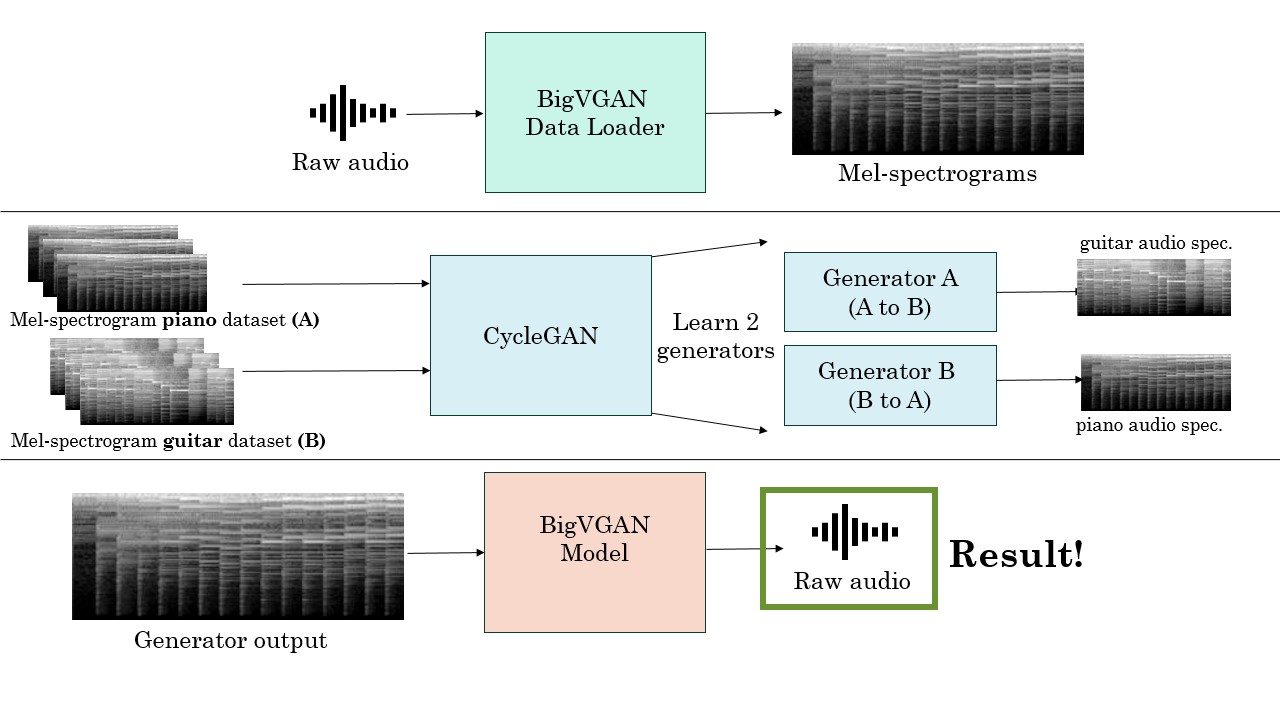 BigVGAN
Data Loader
Raw audio
Mel-spectrograms
Mel-spectrogram piano dataset (A)
Mel-spectrogram guitar dataset (B)
CycleGAN
Learn 2
generators
Generator A
(A to B)
Generator B
(B to A)
guitar audio spec.
piano audio spec.
Generator output
BigVGAN
Model
Raw audio
Result!